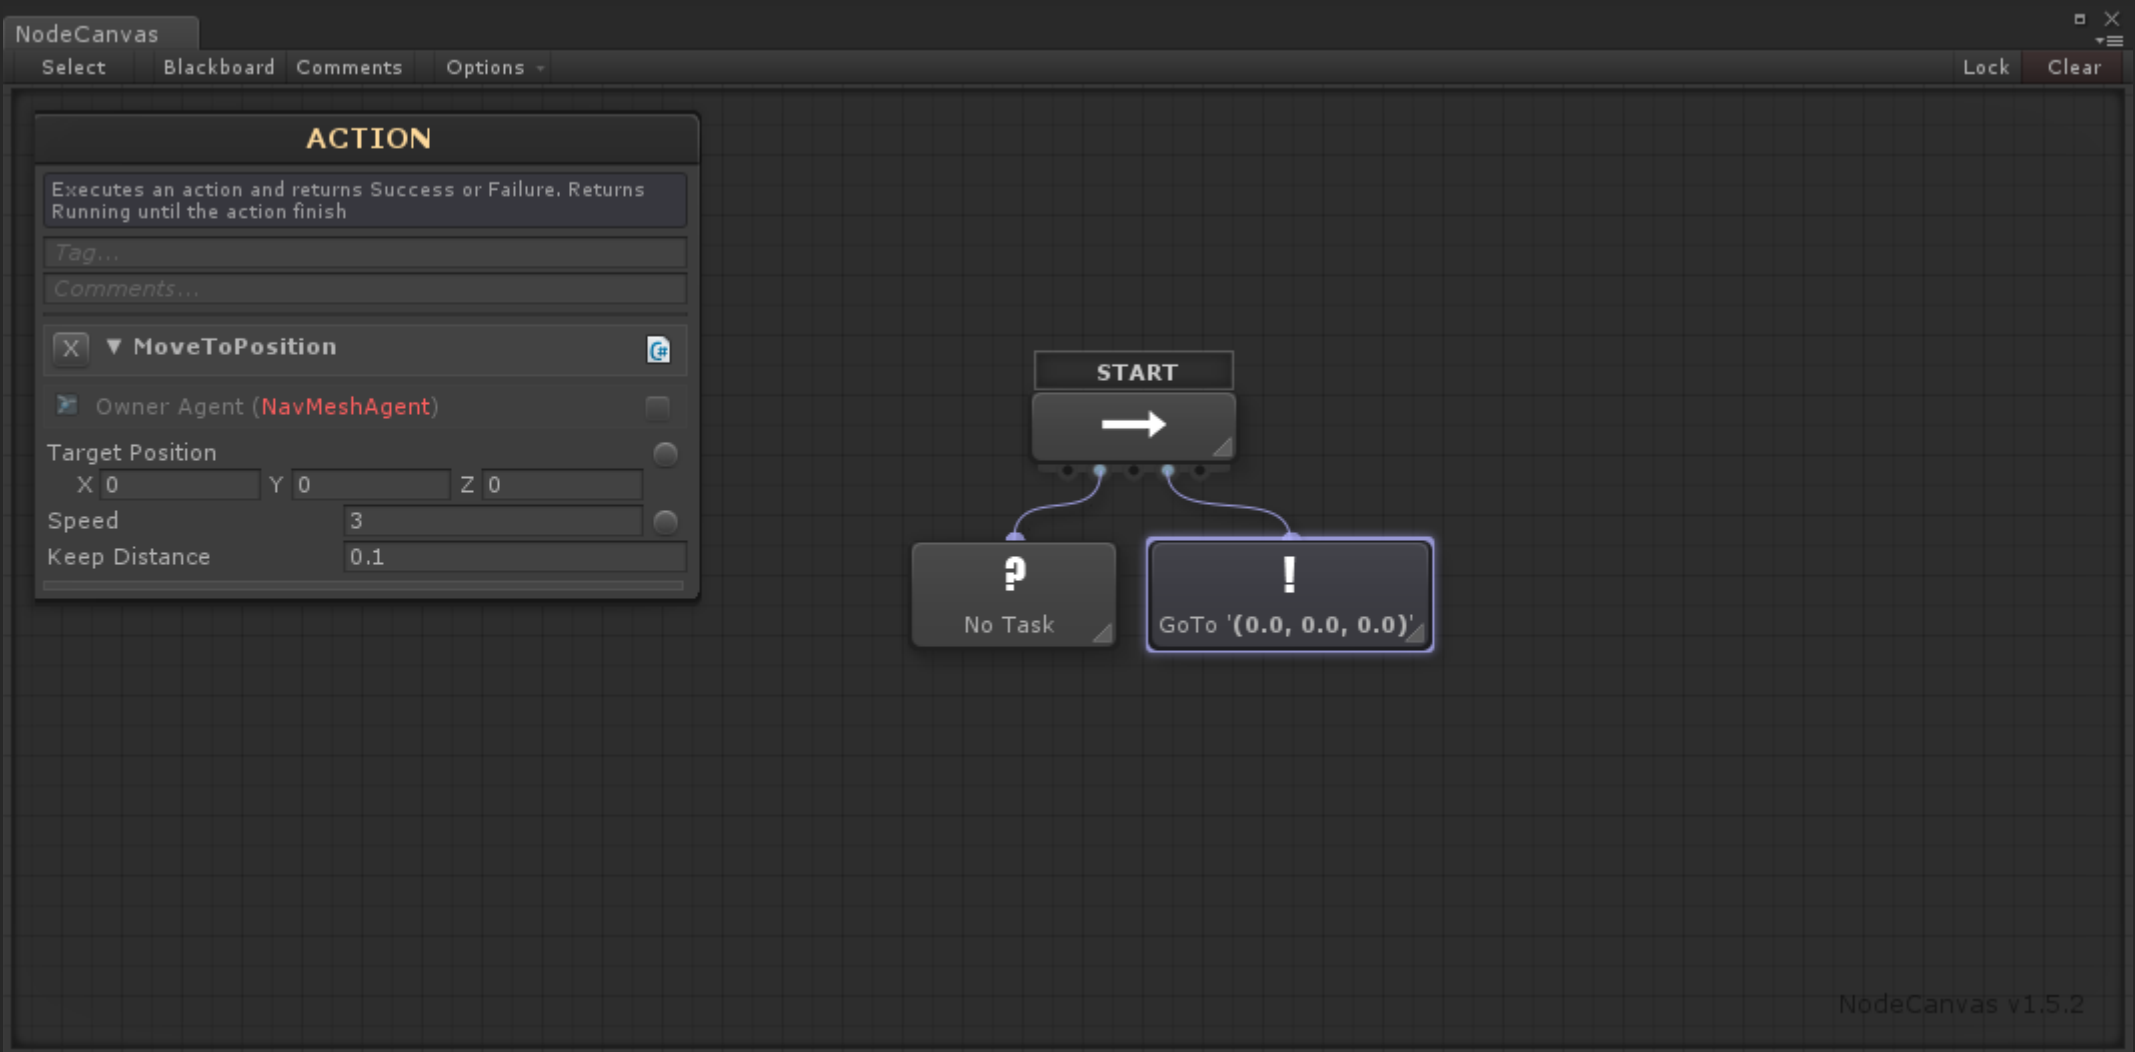 NodeCanvas
Select Blackboard Comments Options Lock Clear
ACTION
Executes an action and returns Success or Failure. Returns
Running until the action finish
Tag...
Comments...
X ▼ MoveToPosition C#
Owner Agent (NavMeshAgent)
Target Position
X 0 Y 0 Z 0
Speed 3
Keep Distance 0.1
START
→
? !
No Task GoTo '(0.0, 0.0, 0.0)'
NodeCanvas v1.5.2